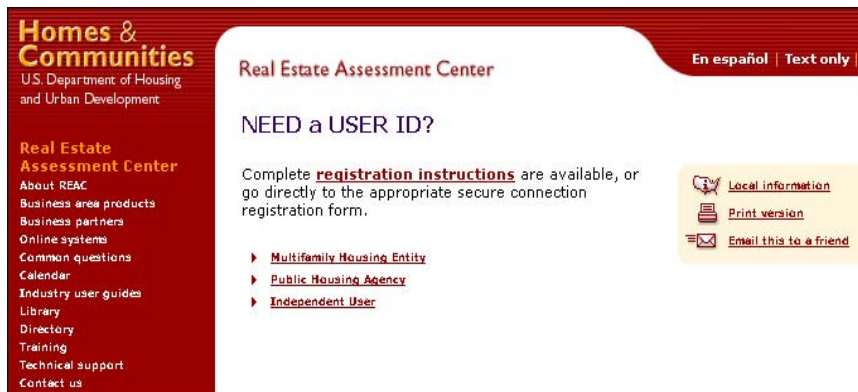 Homes &
Communities
U.S. Department of Housing
and Urban Development
Real Estate Assessment Center
En español | Text only |
NEED a USER ID?
Complete registration instructions are available, or
go directly to the appropriate secure connection
registration form.
Multifamily Housing Entity
Public Housing Agency
Independent User
Local information
Print version
Email this to a friend
Real Estate
Assessment Center
About REAC
Business area products
Business partners
Online systems
Common questions
Calendar
Industry user guides
Library
Directory
Training
Technical support
Contact us